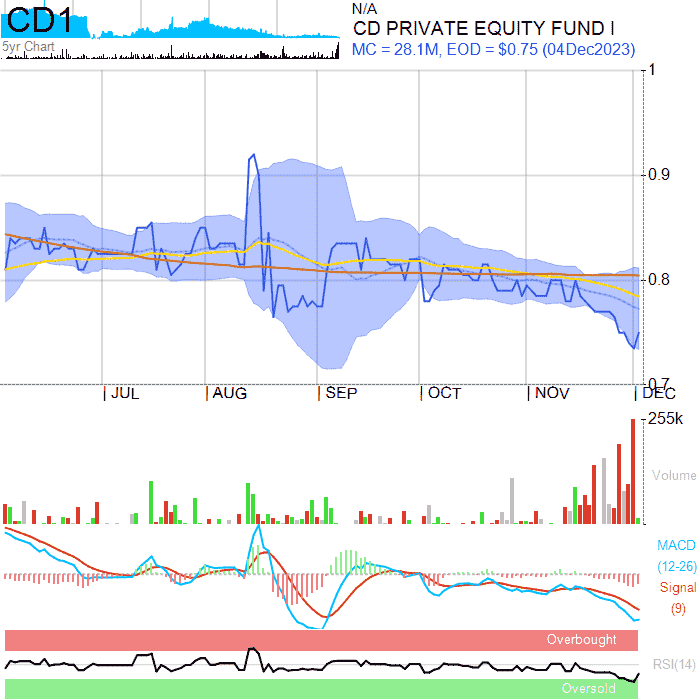 CD1
N/A
CD PRIVATE EQUITY FUND I
5yr Chart
MC = 28.1M, EOD = $0.75 (04Dec2023)
1
0.9
0.8
0.7
JUL AUG SEP OCT NOV DEC
255k
Volume
MACD
(12-26)
Signal
(9)
Overbought
RSI(14)
Oversold